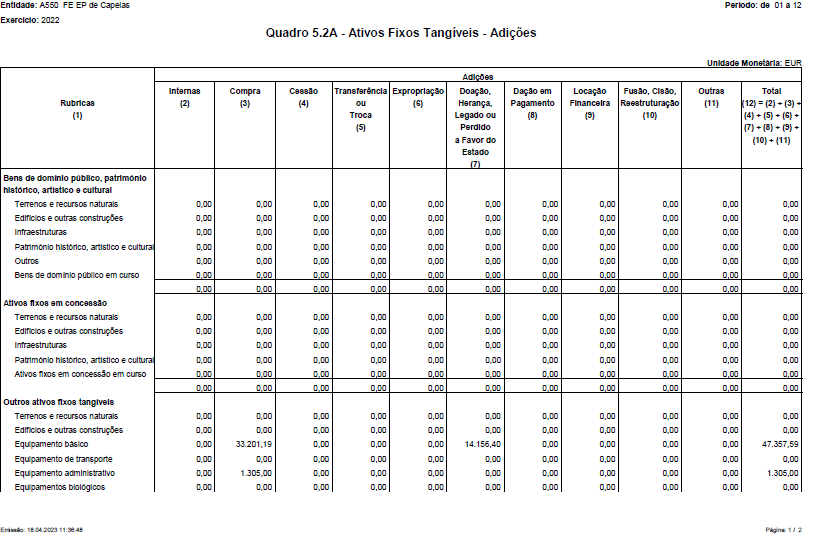 Entidade: A550 FE EP de Capelas
Periodo: de 01 a 12
Exercício: 2022
Quadro 5.2A - Ativos Fixos Tangíveis - Adições
Unidade Monetária: EUR
Adições
Rubricas
(1)
Internas
(2)
Compra
(3)
Cessão
(4)
Transferência
ou
Troca
(5)
Expropriação
(6)
Doação,
Herança,
Legado ou
Perdido
a Favor do
Estado
(7)
Dação em
Pagamento
(8)
Locação
Financeira
(9)
Fusão, Cisão,
Reestruturação
(10)
Outras
(11)
Total
(12) = (2) + (3) +
(4) + (5) + (6) +
(7) + (8) + (9) +
(10) + (11)
Bens de domínio público, património
histórico, artístico e cultural
Terrenos e recursos naturais 0,00 0,00 0,00 0,00 0,00 0,00 0,00 0,00 0,00 0,00 0,00
Edifícios e outras construções 0,00 0,00 0,00 0,00 0,00 0,00 0,00 0,00 0,00 0,00 0,00
Infraestruturas 0,00 0,00 0,00 0,00 0,00 0,00 0,00 0,00 0,00 0,00 0,00
Património histórico, artístico e cultural 0,00 0,00 0,00 0,00 0,00 0,00 0,00 0,00 0,00 0,00 0,00
Outros 0,00 0,00 0,00 0,00 0,00 0,00 0,00 0,00 0,00 0,00 0,00
Bens de domínio público em curso 0,00 0,00 0,00 0,00 0,00 0,00 0,00 0,00 0,00 0,00 0,00
0,00 0,00 0,00 0,00 0,00 0,00 0,00 0,00 0,00 0,00 0,00
Ativos fixos em concessão
Terrenos e recursos naturais 0,00 0,00 0,00 0,00 0,00 0,00 0,00 0,00 0,00 0,00 0,00
Edifícios e outras construções 0,00 0,00 0,00 0,00 0,00 0,00 0,00 0,00 0,00 0,00 0,00
Infraestruturas 0,00 0,00 0,00 0,00 0,00 0,00 0,00 0,00 0,00 0,00 0,00
Património histórico, artístico e cultural 0,00 0,00 0,00 0,00 0,00 0,00 0,00 0,00 0,00 0,00 0,00
Ativos fixos em concessão em curso 0,00 0,00 0,00 0,00 0,00 0,00 0,00 0,00 0,00 0,00 0,00
0,00 0,00 0,00 0,00 0,00 0,00 0,00 0,00 0,00 0,00 0,00
Outros ativos fixos tangíveis
Terrenos e recursos naturais 0,00 0,00 0,00 0,00 0,00 0,00 0,00 0,00 0,00 0,00 0,00
Edifícios e outras construções 0,00 0,00 0,00 0,00 0,00 0,00 0,00 0,00 0,00 0,00 0,00
Equipamento básico 0,00 33.201,19 0,00 0,00 0,00 14.156,40 0,00 0,00 0,00 0,00 47.357,59
Equipamento de transporte 0,00 0,00 0,00 0,00 0,00 0,00 0,00 0,00 0,00 0,00 0,00
Equipamento administrativo 0,00 1.305,00 0,00 0,00 0,00 0,00 0,00 0,00 0,00 0,00 1.305,00
Equipamentos biológicos 0,00 0,00 0,00 0,00 0,00 0,00 0,00 0,00 0,00 0,00 0,00
Emissão: 18.04.2023 11:36:48
Página: 1 / 2